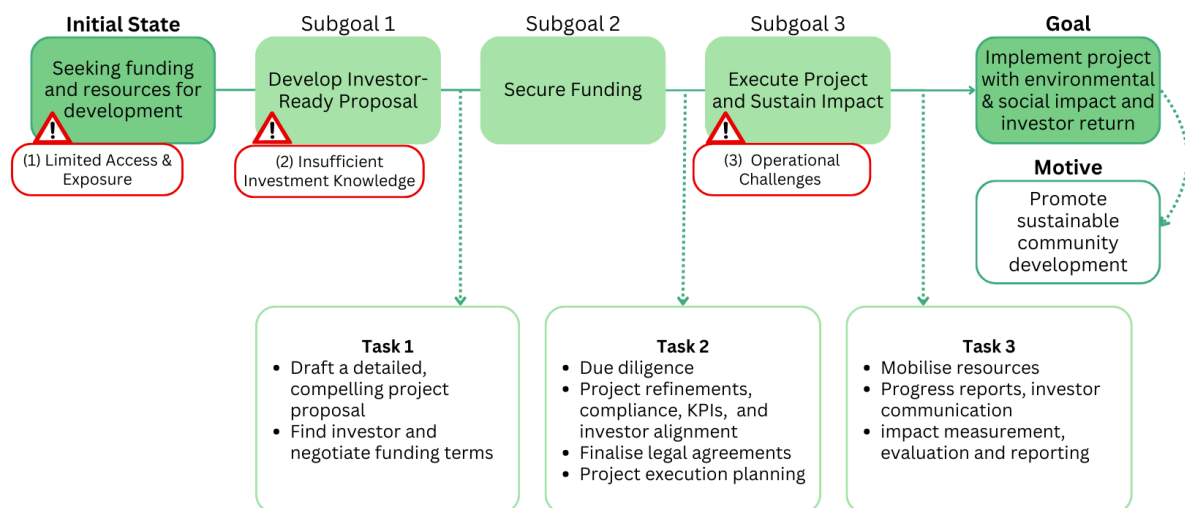 Initial State
Seeking funding
and resources for
development
(1) Limited Access &
Exposure
Subgoal 1
Develop Investor-
Ready Proposal
(2) Insufficient
Investment Knowledge
Subgoal 2
Secure Funding
Subgoal 3
Execute Project
and Sustain Impact
(3) Operational
Challenges
Goal
Implement project
with environmental
& social impact and
investor return
Motive
Promote
sustainable
community
development
Task 1
• Draft a detailed,
compelling project
proposal
• Find investor and
negotiate funding terms
Task 2
• Due diligence
• Project refinements,
compliance, KPIs, and
investor alignment
• Finalise legal agreements
• Project execution planning
Task 3
• Mobilise resources
• Progress reports, investor
communication
• impact measurement,
evaluation and reporting